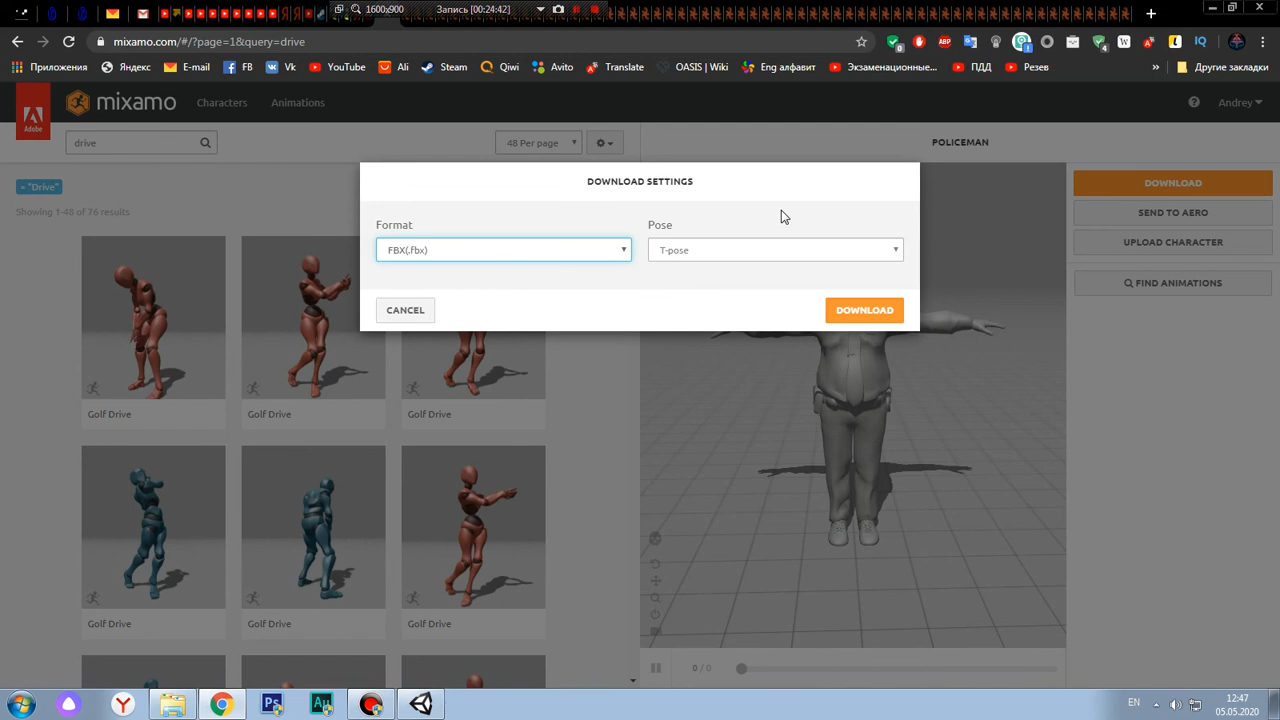 1600x900
Запись [00:24:42]
mixamo.com/#/?page=1&query=drive
Приложения
Яндекс
E-mail
FB
Vk
YouTube
Ali
Steam
Qiwi
Avito
Translate
OASIS | Wiki
Eng алфавит
Экзаменационные...
ПДД
Резев
»
Другие закладки
Adobe
mixamo
Characters
Animations
Andrey
drive
48 Per page
POLICEMAN
× "Drive"
Showing 1-48 of 76 results
DOWNLOAD SETTINGS
Format
Pose
FBX(.fbx)
T-pose
CANCEL
DOWNLOAD
DOWNLOAD
SEND TO AERO
UPLOAD CHARACTER
FIND ANIMATIONS
Golf Drive
Golf Drive
Golf Drive
Golf Drive
Golf Drive
Golf Drive
0 / 0
EN
12:47
05.05.2020